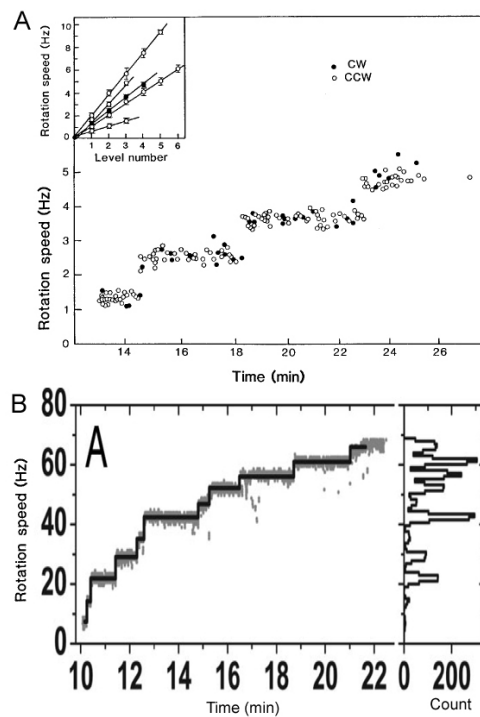 A
Rotation speed (Hz)
10
8
6
4
2
0
1 2 3 4 5 6
Level number
CW
CCW
Rotation speed (Hz)
5
4
3
2
1
0
14 16 18 20 22 24 26
Time (min)
B
A
Rotation speed (Hz)
80
60
40
20
0
10 12 14 16 18 20 22
Time (min)
0 200
Count